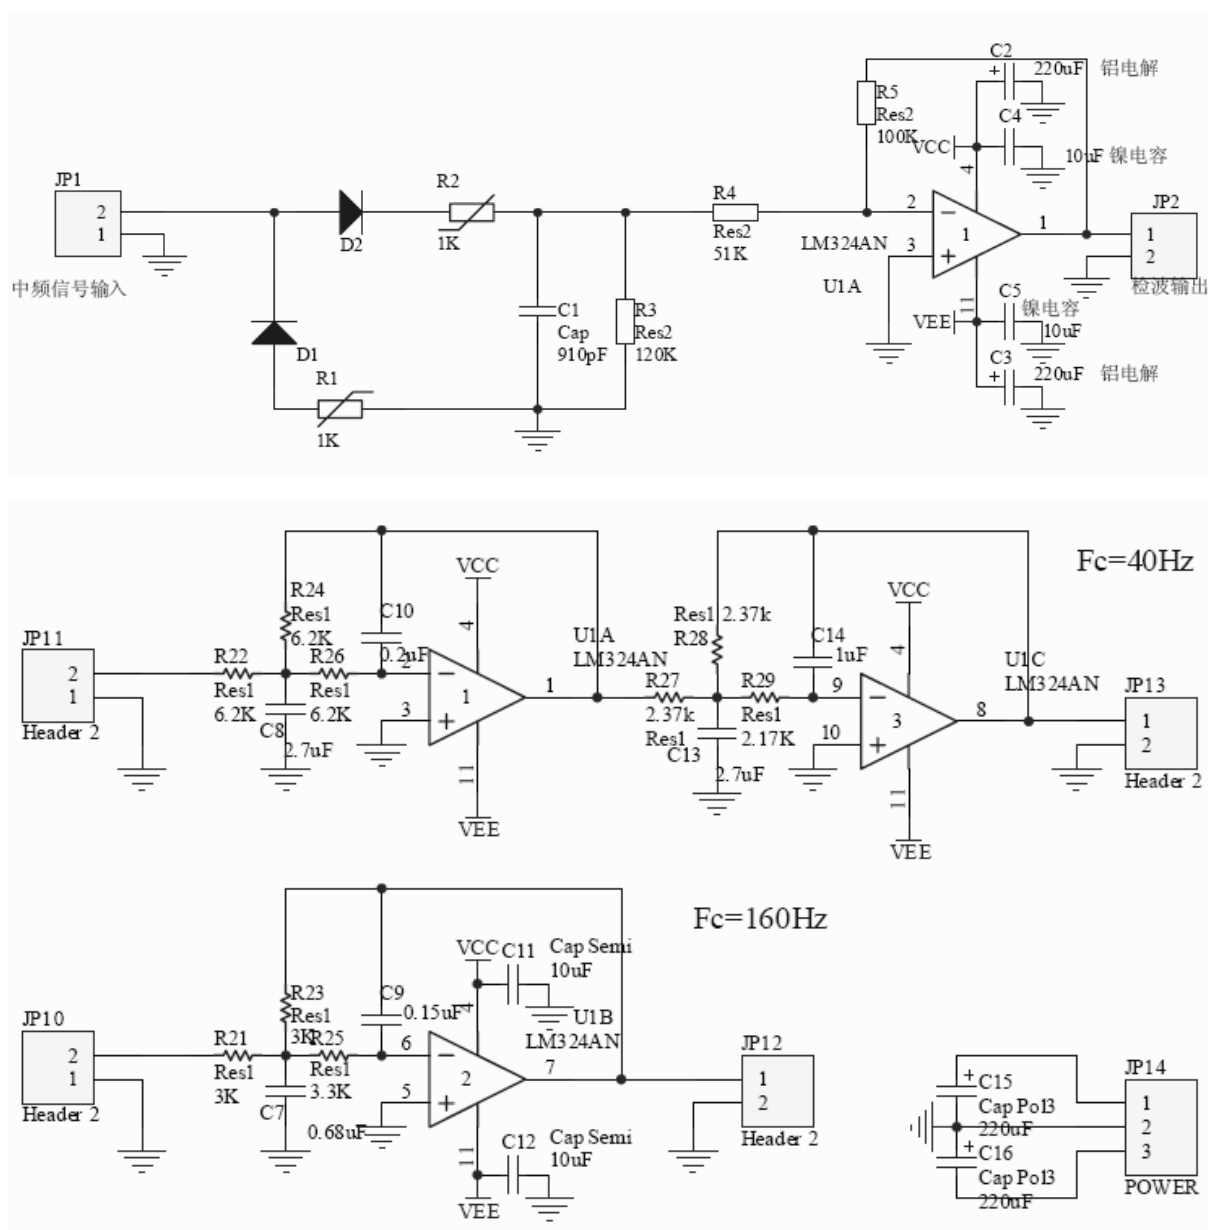 C2
220uF 铝电解
R5
Res2
100K
C4
VCC
10uF 镍电容
4
JP1
2
1
中频信号输入
D2
R2
1K
R4
Res2
51K
2
3
LM324AN
U1A
1
1
JP2
1
2
检波输出
D1
R1
1K
C1
Cap
910pF
R3
Res2
120K
11
VEE
C5
镍电容
10uF
C3
220uF 铝电解
Fc=40Hz
JP11
2
1
Header 2
R22
Res1
6.2K
R24
Res1
6.2K
R26
Res1
6.2K
C8
2.7uF
C10
0.2uF
2
3
VCC
4
1
11
VEE
U1A
LM324AN
1
R27
2.37k
Res1
Res1 2.37k
R28
R29
Res1
2.17K
C13
2.7uF
C14
1uF
9
10
VCC
4
3
11
VEE
U1C
LM324AN
8
JP13
1
2
Header 2
Fc=160Hz
JP10
2
1
Header 2
R21
Res1
3K
R23
Res1
3K
R25
Res1
3.3K
C7
0.68uF
C9
0.15uF
6
5
VCC
C11
Cap Semi
10uF
4
2
U1B
LM324AN
7
11
VEE
C12
Cap Semi
10uF
JP12
1
2
Header 2
C15
Cap Pol3
220uF
C16
Cap Pol3
220uF
JP14
1
2
3
POWER